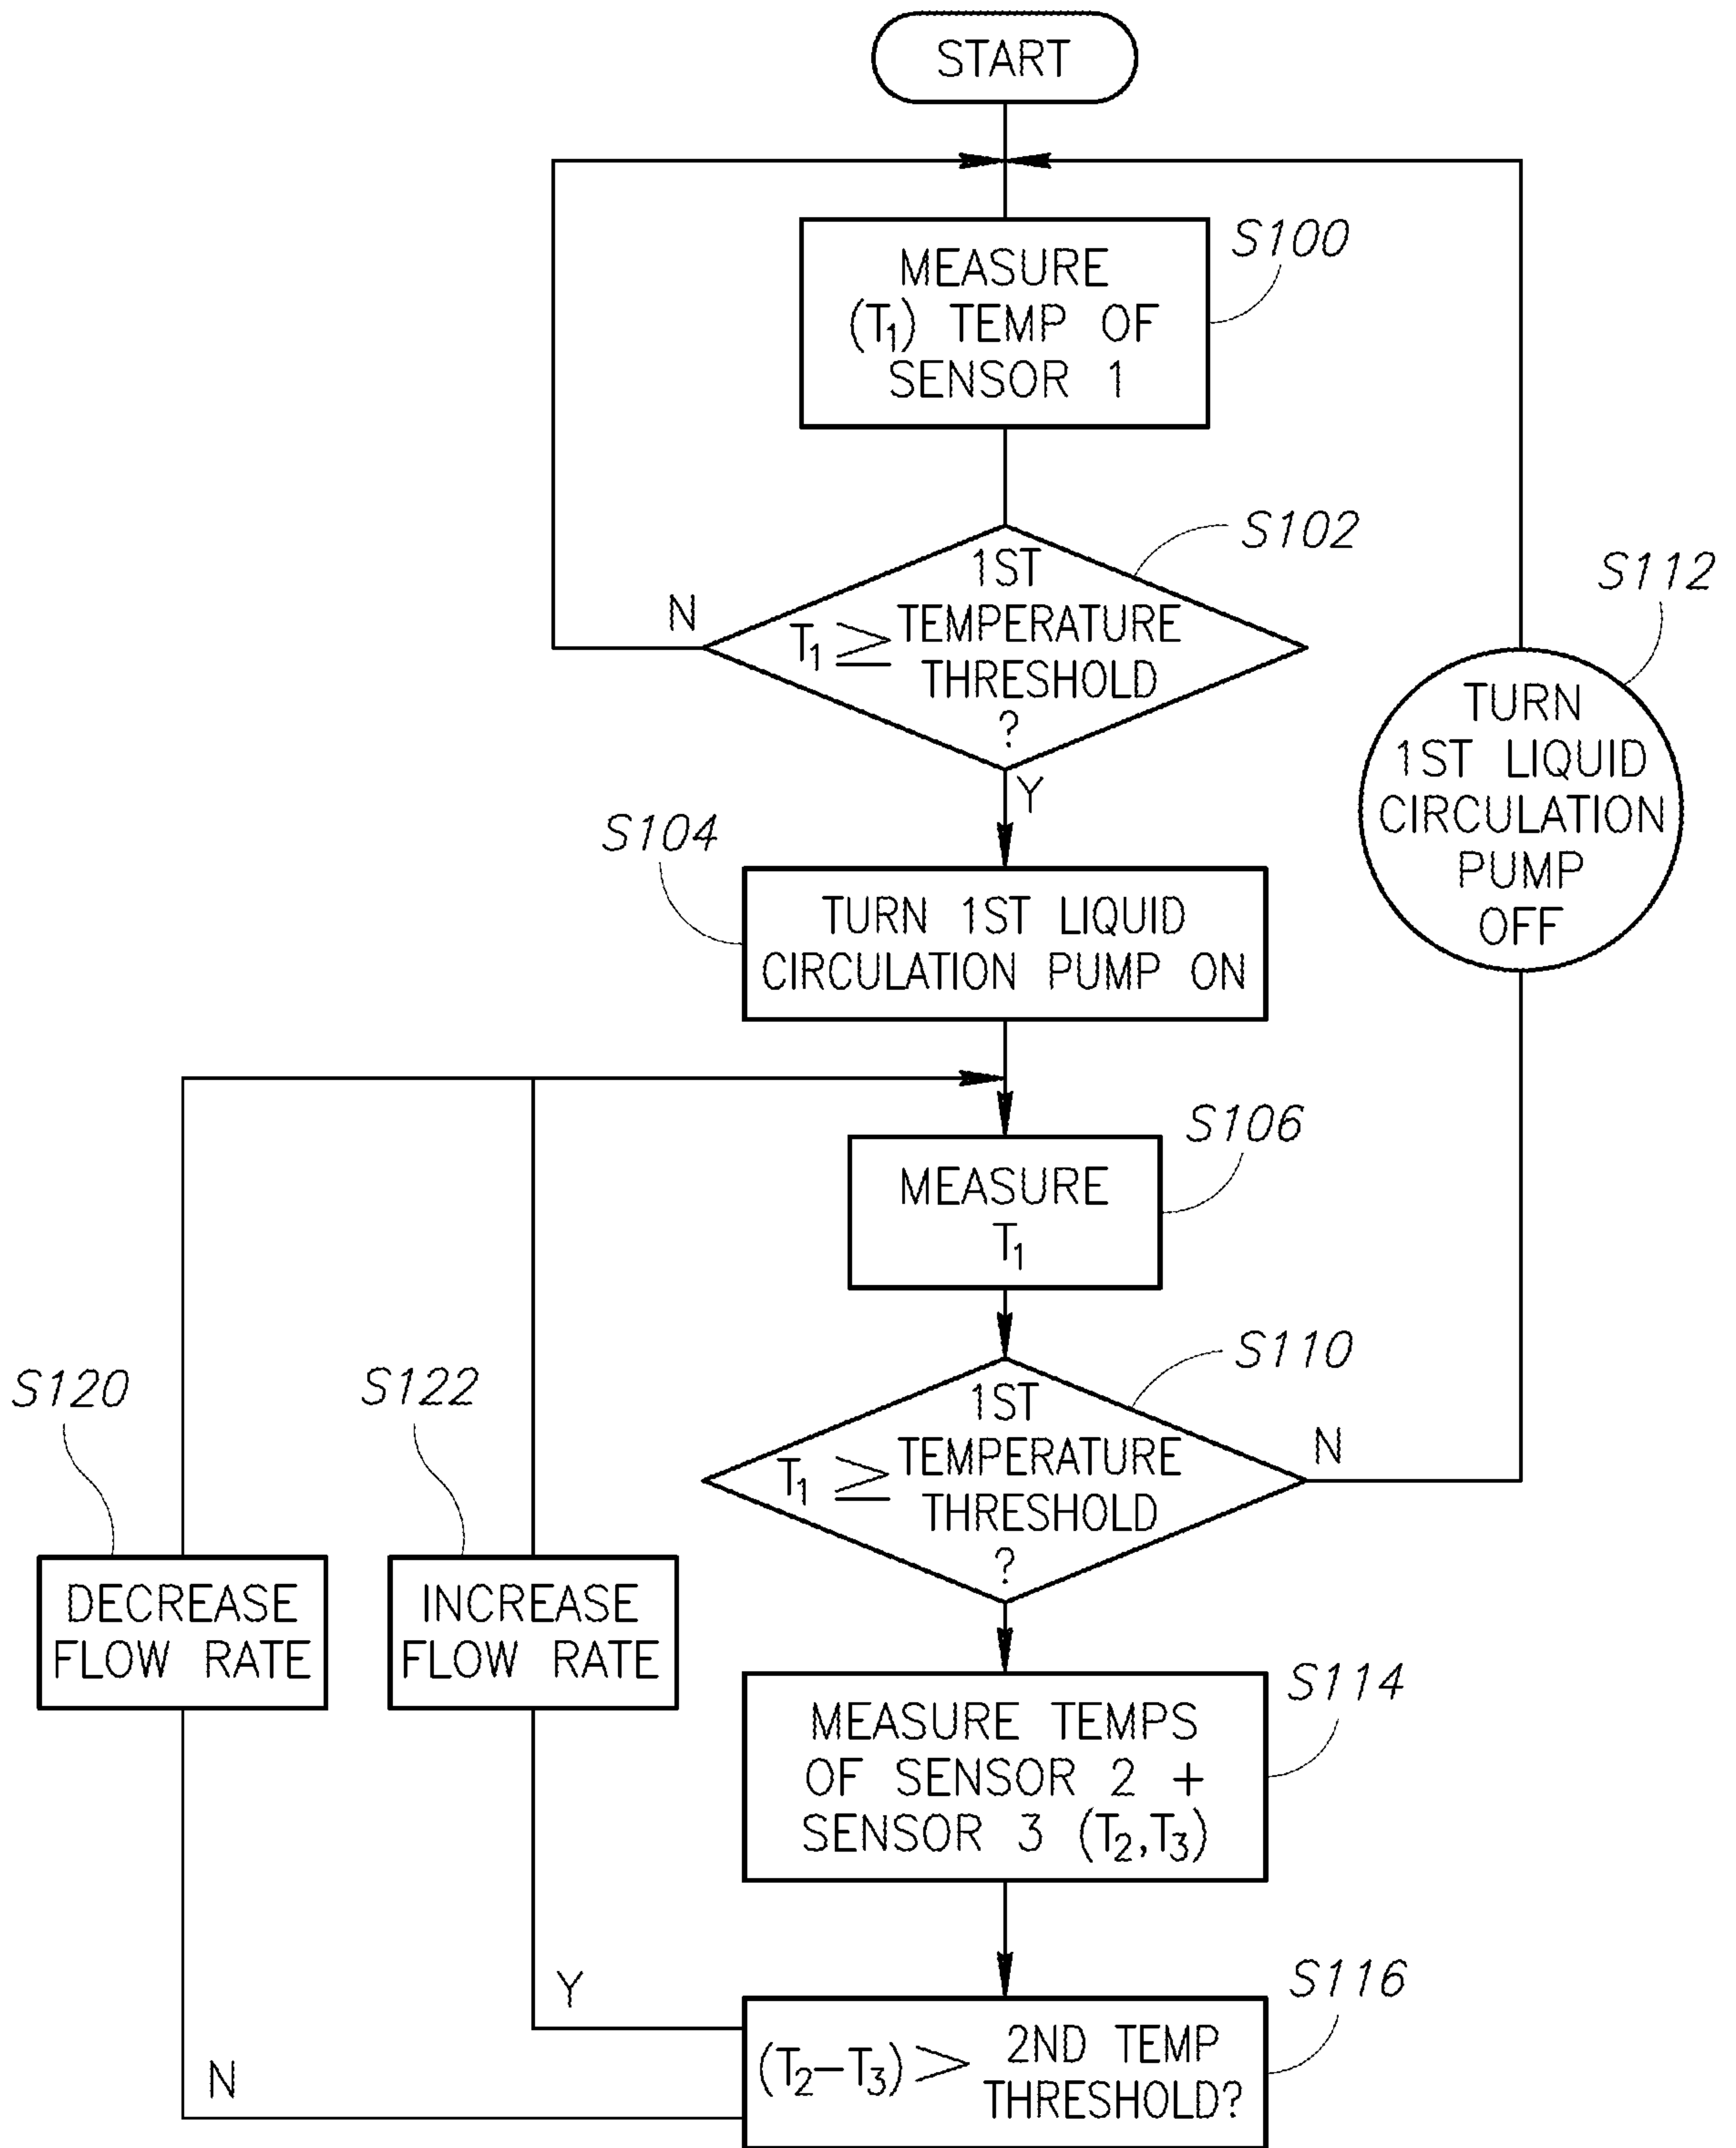 START
MEASURE
(T₁) TEMP OF
SENSOR 1
S100
1ST
T₁ ≥ TEMPERATURE
THRESHOLD
?
S102
N
Y
S112
TURN
1ST LIQUID
CIRCULATION
PUMP
OFF
S104
TURN 1ST LIQUID
CIRCULATION PUMP ON
S106
MEASURE
T₁
S110
1ST
T₁ ≥ TEMPERATURE
THRESHOLD
?
N
S120
DECREASE
FLOW RATE
S122
INCREASE
FLOW RATE
S114
MEASURE TEMPS
OF SENSOR 2 +
SENSOR 3 (T₂,T₃)
S116
Y
N
(T₂–T₃) > 2ND TEMP
THRESHOLD?